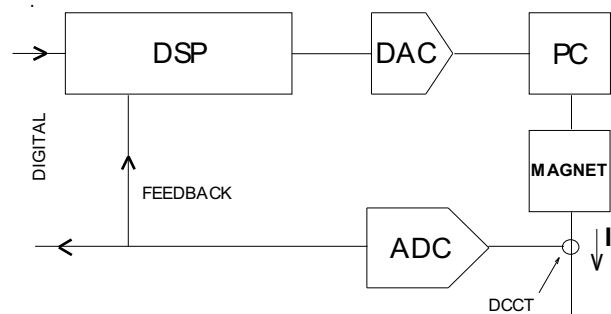 DSP
DAC
PC
DIGITAL
MAGNET
FEEDBACK
ADC
I
DCCT